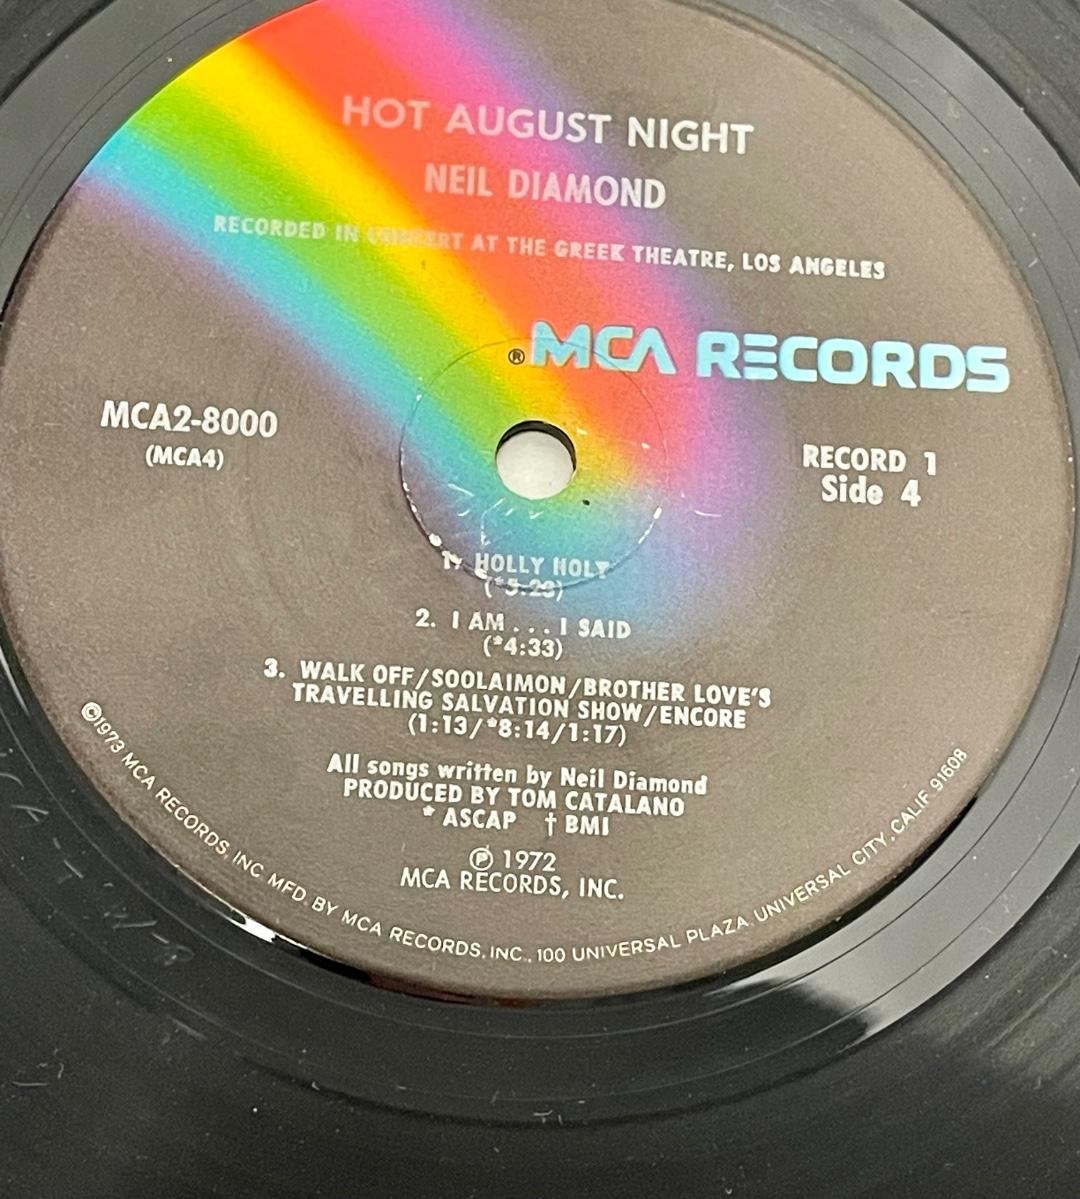 HOT AUGUST NIGHT
NEIL DIAMOND
RECORDED IN CONCERT AT THE GREEK THEATRE, LOS ANGELES
® MCA RECORDS
MCA2-8000
(MCA4)
RECORD 1
Side 4
1. HOLLY HOLY
(*5:28)
2. I AM . . . I SAID
(*4:33)
3. WALK OFF/SOOLAIMON/BROTHER LOVE'S
TRAVELLING SALVATION SHOW/ENCORE
(1:13/*8:14/1:17)
All songs written by Neil Diamond
PRODUCED BY TOM CATALANO
* ASCAP † BMI
℗ 1972
MCA RECORDS, INC.
©1973 MCA RECORDS, INC MFD BY MCA RECORDS, INC., 100 UNIVERSAL PLAZA, UNIVERSAL CITY, CALIF 91608